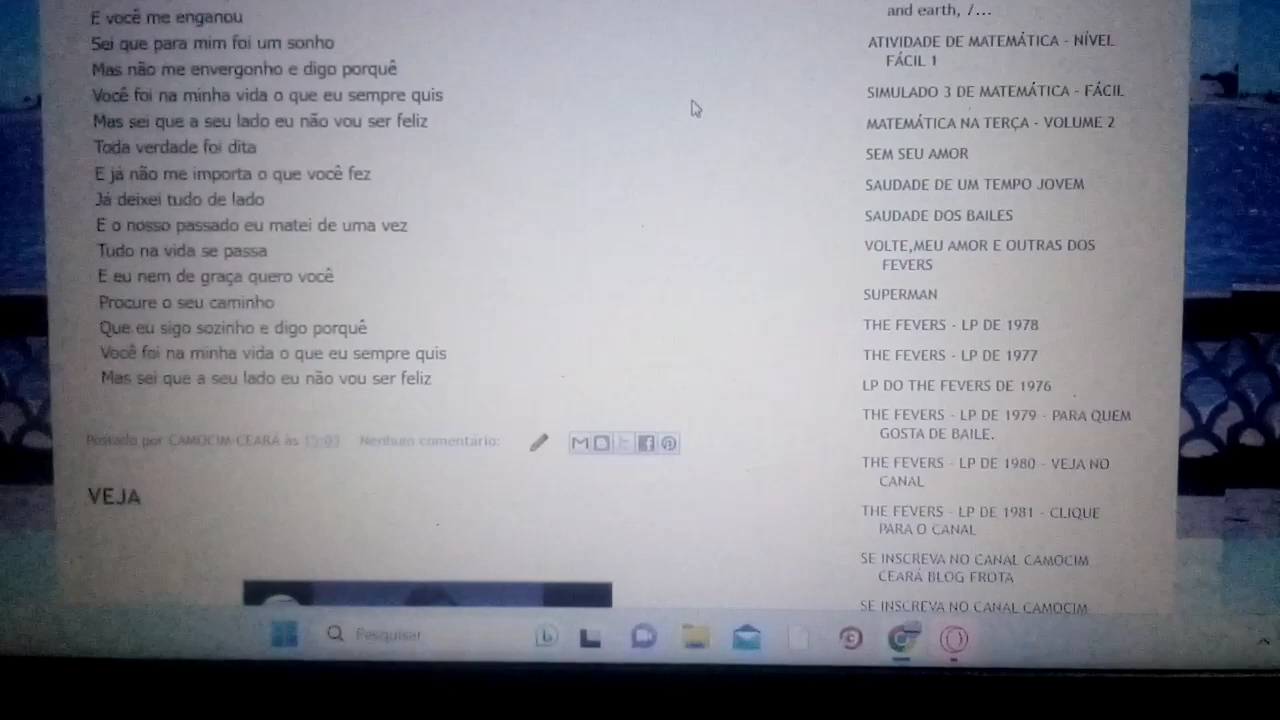 E você me enganou
Sei que para mim foi um sonho
Mas não me envergonho e digo porquê
Você foi na minha vida o que eu sempre quis
Mas sei que a seu lado eu não vou ser feliz
Toda verdade foi dita
E já não me importa o que você fez
Já deixei tudo de lado
E o nosso passado eu matei de uma vez
Tudo na vida se passa
E eu nem de graça quero você
Procure o seu caminho
Que eu sigo sozinho e digo porquê
Você foi na minha vida o que eu sempre quis
Mas sei que a seu lado eu não vou ser feliz
Postado por CAMOCIM-CEARÁ às Nenhum comentário:
VEJA
and earth, /...
ATIVIDADE DE MATEMÁTICA - NÍVEL
FÁCIL 1
SIMULADO 3 DE MATEMÁTICA - FÁCIL
MATEMÁTICA NA TERÇA - VOLUME 2
SEM SEU AMOR
SAUDADE DE UM TEMPO JOVEM
SAUDADE DOS BAILES
VOLTE,MEU AMOR E OUTRAS DOS
FEVERS
SUPERMAN
THE FEVERS - LP DE 1978
THE FEVERS - LP DE 1977
LP DO THE FEVERS DE 1976
THE FEVERS - LP DE 1979 - PARA QUEM
GOSTA DE BAILE.
THE FEVERS - LP DE 1980 - VEJA NO
CANAL
THE FEVERS - LP DE 1981 - CLIQUE
PARA O CANAL
SE INSCREVA NO CANAL CAMOCIM
CEARÁ BLOG FROTA
SE INSCREVA NO CANAL CAMOCIM
Pesquisar